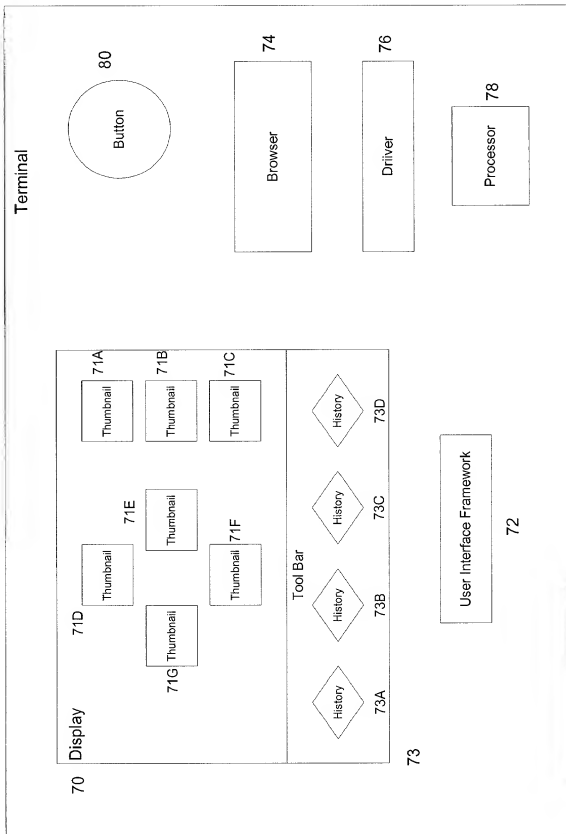 Terminal
70
Display
71D
Thumbnail
71G
Thumbnail
71E
Thumbnail
Thumbnail
71F
Thumbnail
71A
Thumbnail
71B
Thumbnail
71C
Tool Bar
73
History
73A
History
73B
History
73C
History
73D
User Interface Framework
72
Button
80
Browser
74
Driiver
76
Processor
78